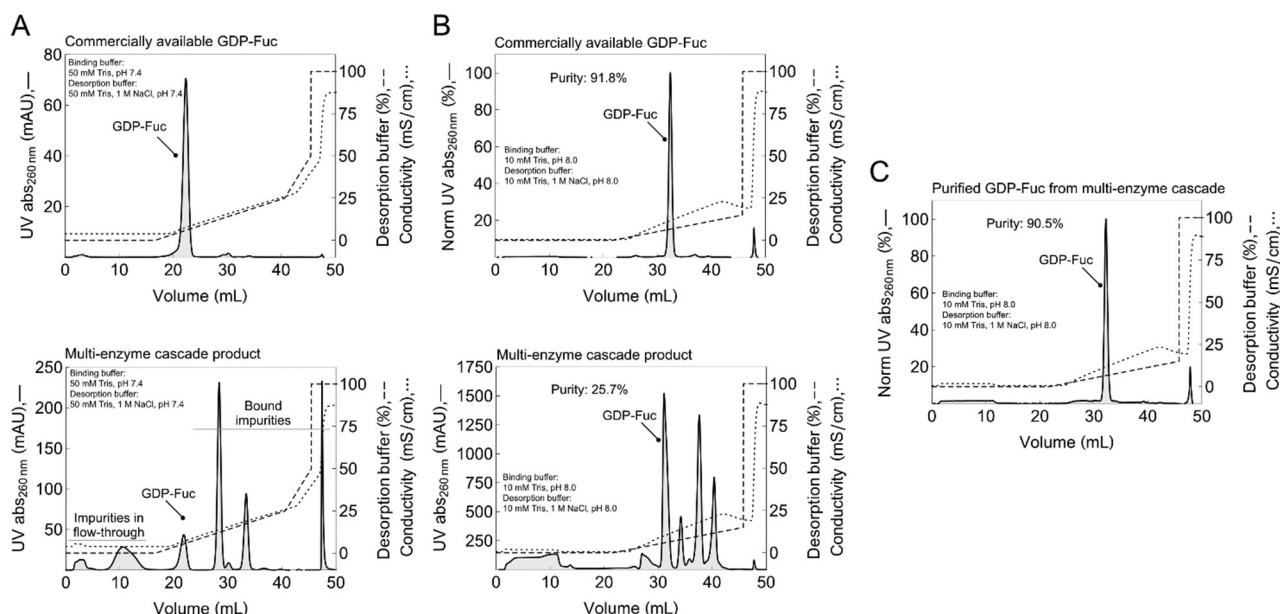 A
Commercially available GDP-Fuc
UV abs260 nm (mAU),—
80
60
40
20
Binding buffer:
50 mM Tris, pH 7.4
Desorption buffer:
50 mM Tris, 1 M NaCl, pH 7.4
GDP-Fuc
100
75
50
25
0
Desorption buffer (%),--
Conductivity (mS/cm),···
0 10 20 30 40 50
Volume (mL)
Multi-enzyme cascade product
UV abs260 nm (mAU),—
250
200
150
100
50
Binding buffer:
50 mM Tris, pH 7.4
Desorption buffer:
50 mM Tris, 1 M NaCl, pH 7.4
Bound
impurities
GDP-Fuc
Impurities in
flow-through
100
75
50
25
0
Desorption buffer (%),--
Conductivity (mS/cm),···
0 10 20 30 40 50
Volume (mL)
B
Commercially available GDP-Fuc
Norm UV abs260 nm (%),—
100
80
60
40
20
Purity: 91.8%
GDP-Fuc
Binding buffer:
10 mM Tris, pH 8.0
Desorption buffer:
10 mM Tris, 1 M NaCl, pH 8.0
100
75
50
25
0
Desorption buffer (%),--
Conductivity (mS/cm),···
0 10 20 30 40 50
Volume (mL)
Multi-enzyme cascade product
UV abs260 nm (mAU),—
1750
1500
1250
1000
750
500
250
Purity: 25.7%
GDP-Fuc
Binding buffer:
10 mM Tris, pH 8.0
Desorption buffer:
10 mM Tris, 1 M NaCl, pH 8.0
100
75
50
25
0
Desorption buffer (%),--
Conductivity (mS/cm),···
0 10 20 30 40 50
Volume (mL)
C
Purified GDP-Fuc from multi-enzyme cascade
Norm UV abs260 nm (%),—
100
80
60
40
20
Purity: 90.5%
GDP-Fuc
Binding buffer:
10 mM Tris, pH 8.0
Desorption buffer:
10 mM Tris, 1 M NaCl, pH 8.0
100
75
50
25
0
Desorption buffer (%),--
Conductivity (mS/cm),···
0 10 20 30 40 50
Volume (mL)